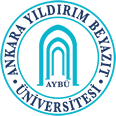 ANKARA YILDIRIM BEYAZIT
AYBÜ
ÜNİVERSİTESİ